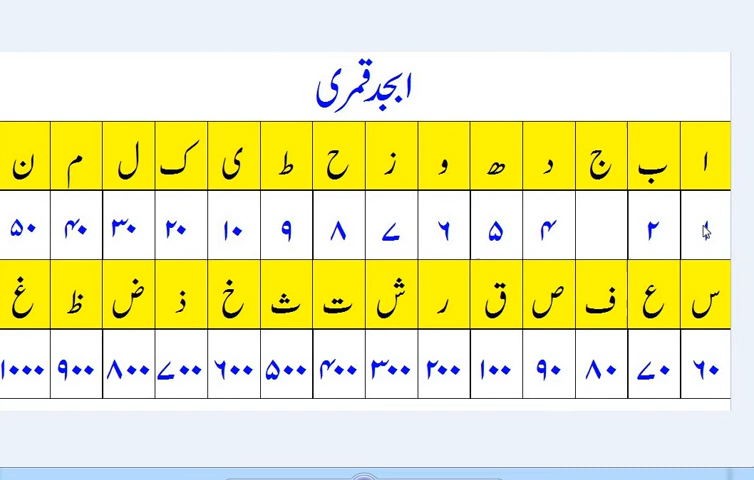 ابجد قمری
ا ب ج د ھ و ز ح ط ی ک ل م ن
۱ ۲ ۴ ۵ ۶ ۷ ۸ ۹ ۱۰ ۲۰ ۳۰ ۴۰ ۵۰
س ع ف ص ق ر ش ت ث خ ذ ض ظ غ
۶۰ ۷۰ ۸۰ ۹۰ ۱۰۰ ۲۰۰ ۳۰۰ ۴۰۰ ۵۰۰ ۶۰۰ ۷۰۰ ۸۰۰ ۹۰۰ ۱۰۰۰